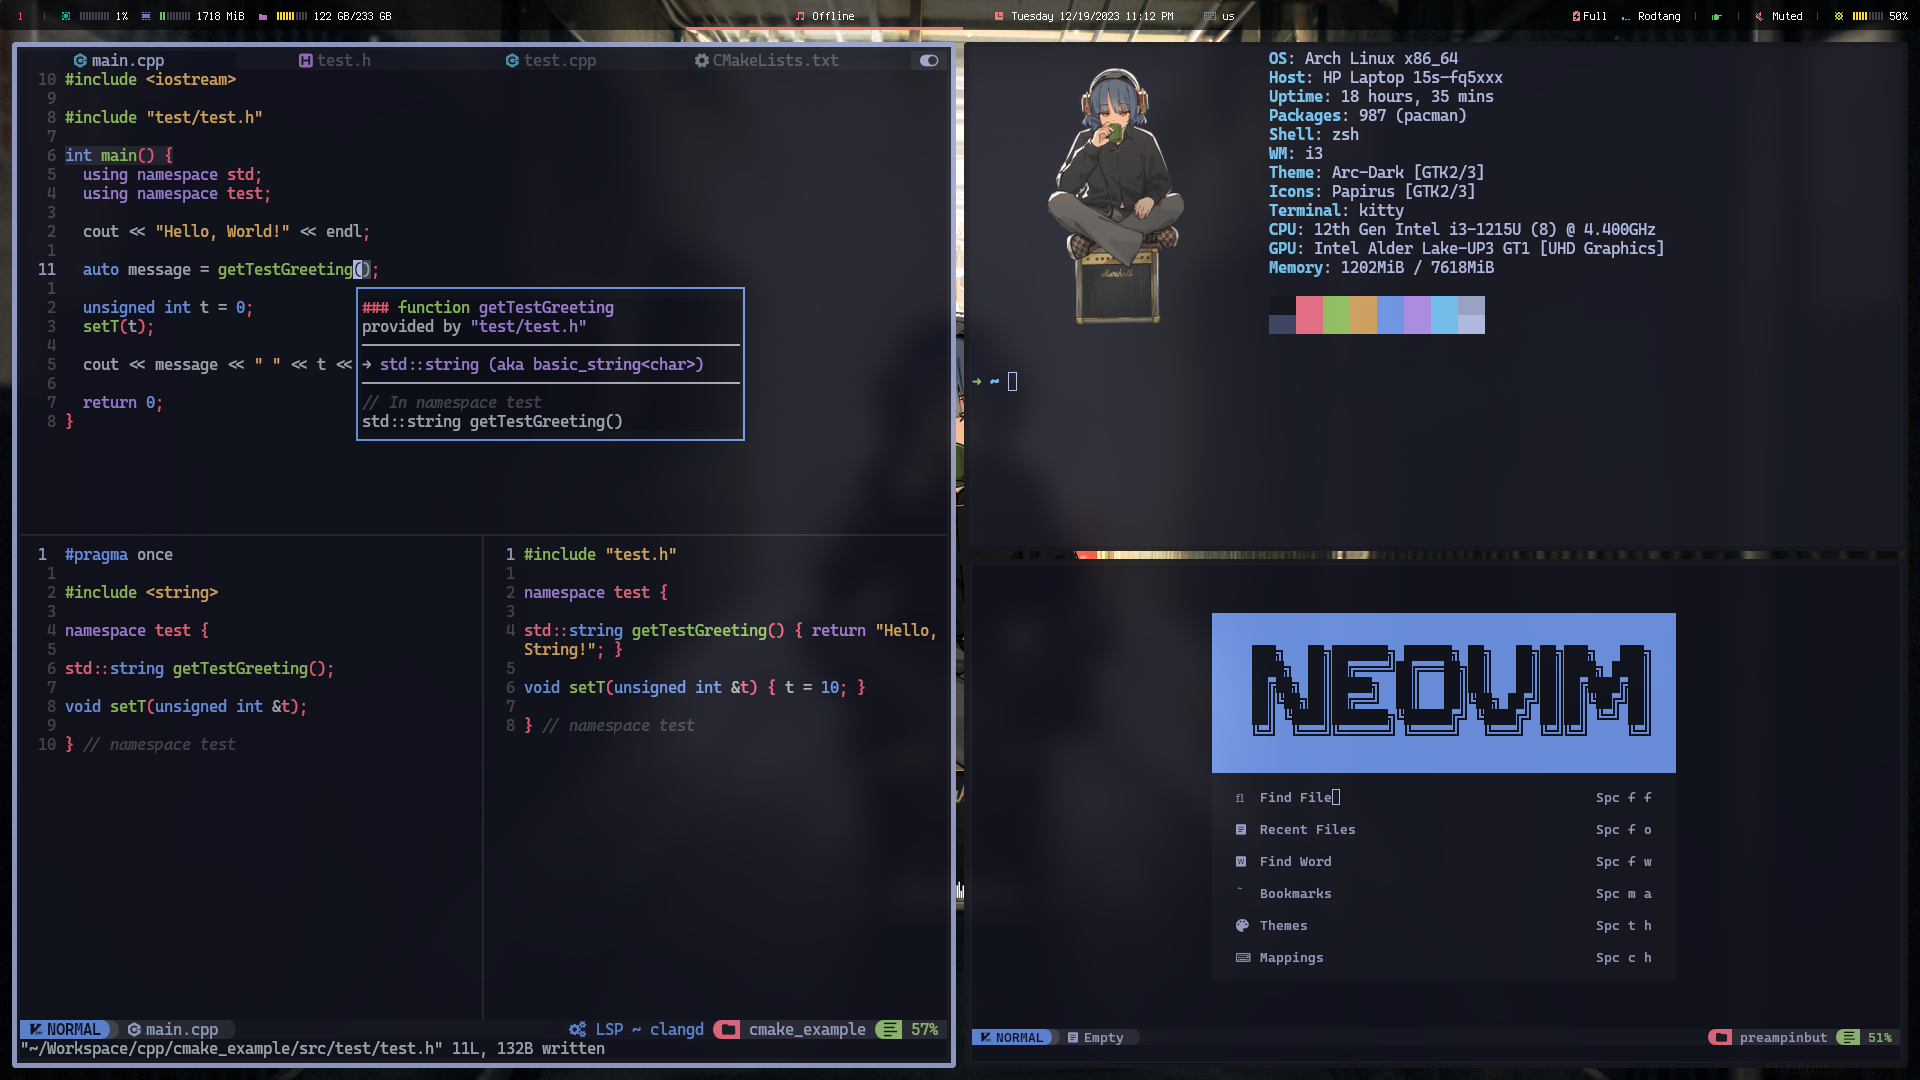 1 1% 1718 MiB 122 GB/233 GB Offline Tuesday 12/19/2023 11:12 PM us Full Rodtang Muted 50%
main.cpp test.h test.cpp CMakeLists.txt
10 #include <iostream>
9
8 #include "test/test.h"
7
6 int main() {
5 using namespace std;
4 using namespace test;
3
2 cout << "Hello, World!" << endl;
1
11 auto message = getTestGreeting();
1
2 unsigned int t = 0;
3 setT(t);
4
5 cout << message << " " << t <<
6
7 return 0;
8 }
### function getTestGreeting
provided by "test/test.h"
→ std::string (aka basic_string<char>)
// In namespace test
std::string getTestGreeting()
1 #pragma once
1
2 #include <string>
3
4 namespace test {
5
6 std::string getTestGreeting();
7
8 void setT(unsigned int &t);
9
10 } // namespace test
1 #include "test.h"
1
2 namespace test {
3
4 std::string getTestGreeting() { return "Hello,
String!"; }
5
6 void setT(unsigned int &t) { t = 10; }
7
8 } // namespace test
NORMAL main.cpp LSP ~ clangd cmake_example 57%
"~/Workspace/cpp/cmake_example/src/test/test.h" 11L, 132B written
OS: Arch Linux x86_64
Host: HP Laptop 15s-fq5xxx
Uptime: 18 hours, 35 mins
Packages: 987 (pacman)
Shell: zsh
WM: i3
Theme: Arc-Dark [GTK2/3]
Icons: Papirus [GTK2/3]
Terminal: kitty
CPU: 12th Gen Intel i3-1215U (8) @ 4.400GHz
GPU: Intel Alder Lake-UP3 GT1 [UHD Graphics]
Memory: 1202MiB / 7618MiB
Marshall
→ ~
NEOVIM
Find File Spc f f
Recent Files Spc f o
Find Word Spc f w
Bookmarks Spc m a
Themes Spc t h
Mappings Spc c h
NORMAL Empty preampinbut 51%